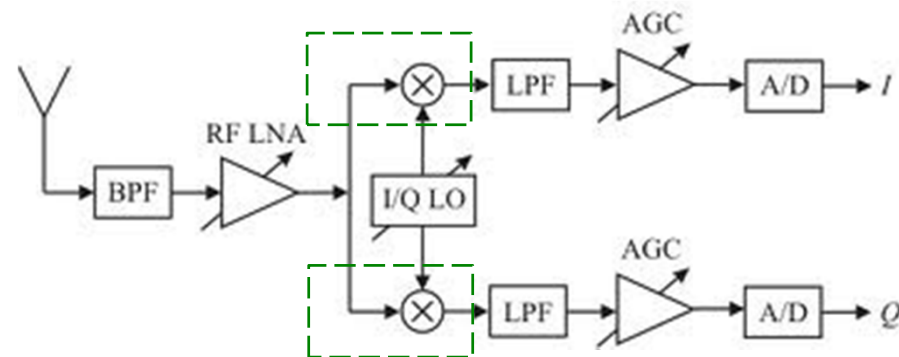 AGC
LPF
A/D
I
RF LNA
BPF
I/Q LO
AGC
LPF
A/D
Q